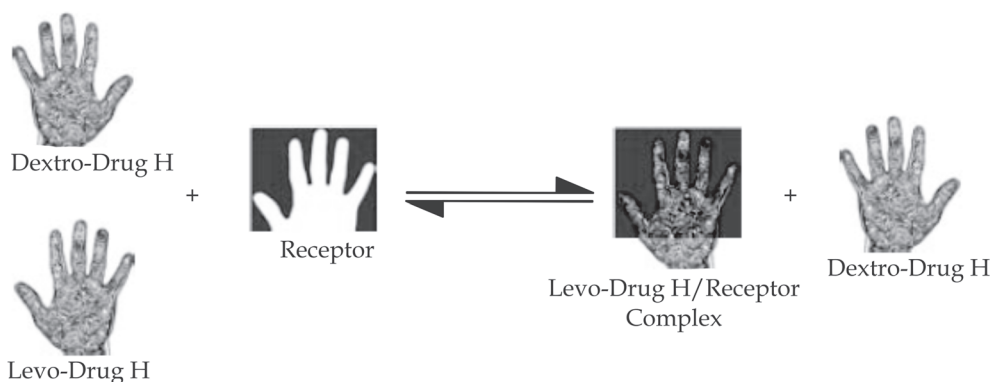 Dextro-Drug H
+
Receptor
+
Levo-Drug H/Receptor
Complex
Dextro-Drug H
Levo-Drug H